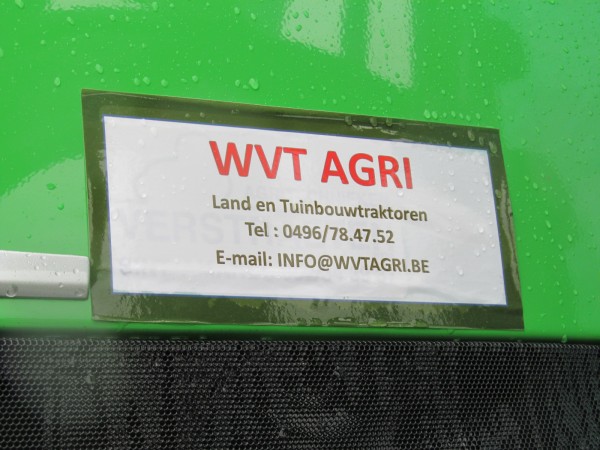 WVT AGRI
Land en Tuinbouwtraktoren
Tel : 0496/78.47.52
E-mail: INFO@WVTAGRI.BE